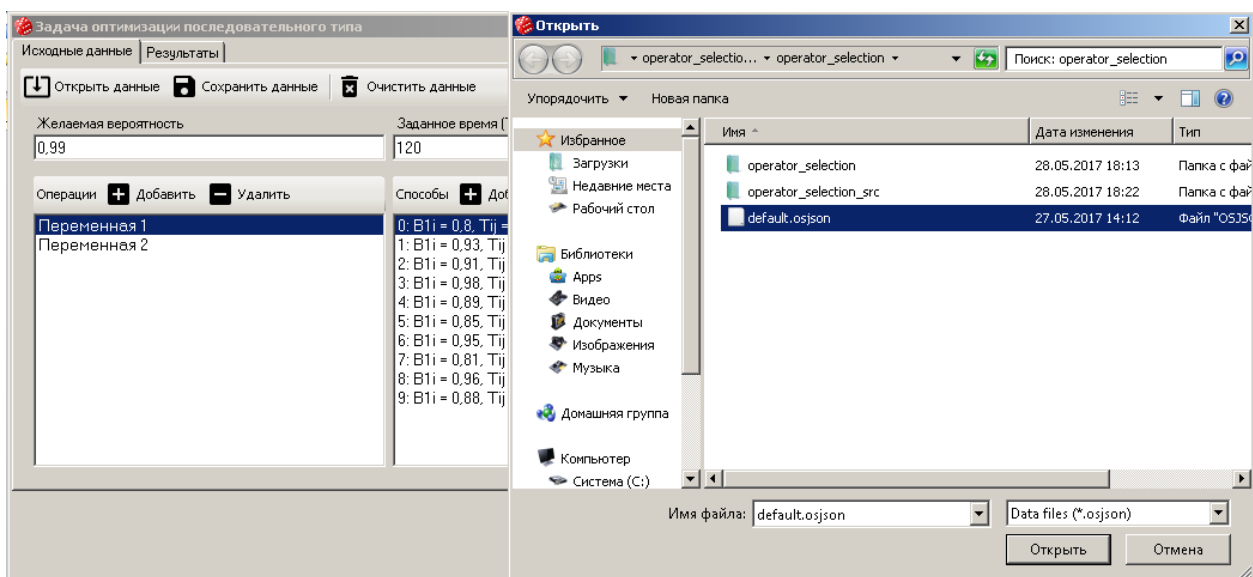 Задача оптимизации последовательного типа
Исходные данные
Результаты
Открыть данные
Сохранить данные
Очистить данные
Желаемая вероятность
Заданное время (
0,99
120
Операции
Добавить
Удалить
Способы
Доб
Переменная 1
Переменная 2
0: B1i = 0,8, Tij =
1: B1i = 0,93, Tij
2: B1i = 0,91, Tij
3: B1i = 0,98, Tij
4: B1i = 0,89, Tij
5: B1i = 0,85, Tij
6: B1i = 0,95, Tij
7: B1i = 0,81, Tij
8: B1i = 0,96, Tij
9: B1i = 0,88, Tij
Открыть
operator_selectio...
operator_selection
Поиск: operator_selection
Упорядочить
Новая папка
Избранное
Загрузки
Недавние места
Рабочий стол
Библиотеки
Apps
Видео
Документы
Изображения
Музыка
Домашняя группа
Компьютер
Система (C:)
Имя
Дата изменения
Тип
operator_selection
28.05.2017 18:13
Папка с фай
operator_selection_src
28.05.2017 18:22
Папка с фай
default.osjson
27.05.2017 14:12
Файл "OSJS
Имя файла:
default.osjson
Data files (*.osjson)
Открыть
Отмена